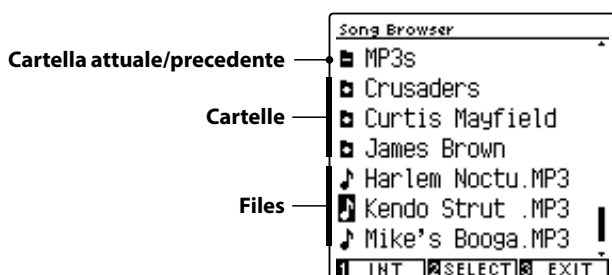 Song Browser
Cartella attuale/precedente
MP3s
Cartelle
Crusaders
Curtis Mayfield
James Brown
Files
Harlem Noctu.MP3
Kendo Strut .MP3
Mike's Booga.MP3
1 INT 2 SELECT 3 EXIT